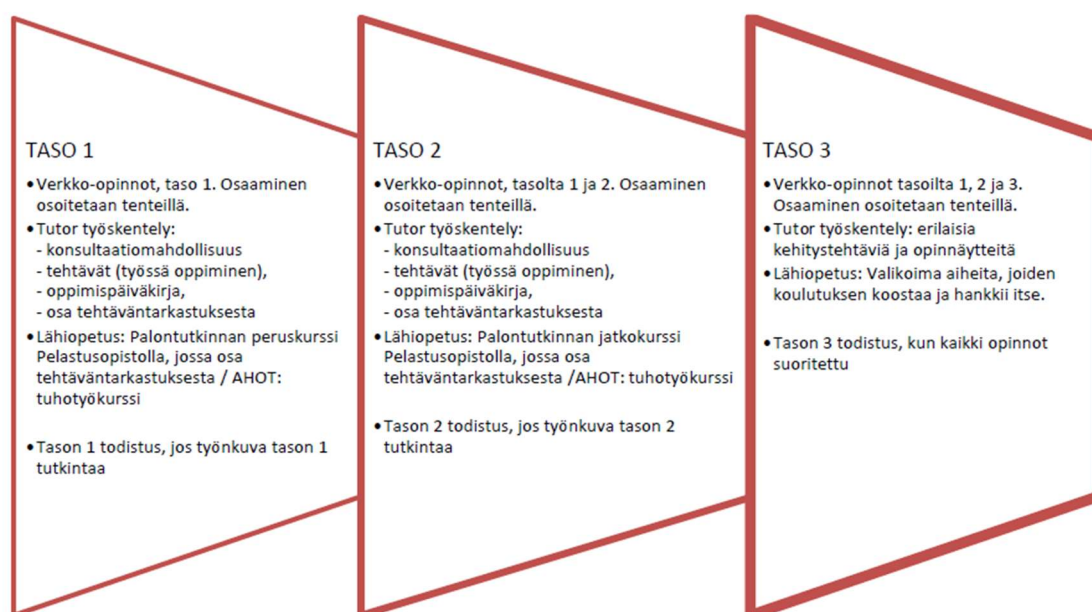 TASO 1
•Verkko-opinnot, taso 1. Osaaminen
osoitetaan tenteillä.
•Tutor työskentely:
- konsultaatiomahdollisuus
- tehtävät (työssä oppiminen),
- oppimispäiväkirja,
- osa tehtäväntarkastuksesta
•Lähiopetus: Palontutkinnan peruskurssi
Pelastusopistolla, jossa osa
tehtäväntarkastuksesta / AHOT:
tuhotyökurssi
•Tason 1 todistus, jos työnkuva tason 1
tutkintaa
TASO 2
•Verkko-opinnot, tasolta 1 ja 2. Osaaminen
osoitetaan tenteillä.
•Tutor työskentely:
- konsultaatiomahdollisuus
- tehtävät (työssä oppiminen),
- oppimispäiväkirja,
- osa tehtäväntarkastuksesta
•Lähiopetus: Palontutkinnan jatkokurssi
Pelastusopistolla, jossa osa
tehtäväntarkastuksesta /AHOT: tuhotyökurssi
•Tason 2 todistus, jos työnkuva tason 2
tutkintaa
TASO 3
•Verkko-opinnot tasoilta 1, 2 ja 3.
Osaaminen osoitetaan tenteillä.
•Tutor työskentely: erilaisia
kehitystehtäviä ja opinnäytteitä
•Lähiopetus: Valikoima aiheita, joiden
koulutuksen koostaa ja hankkii itse.
•Tason 3 todistus, kun kaikki opinnot
suoritettu